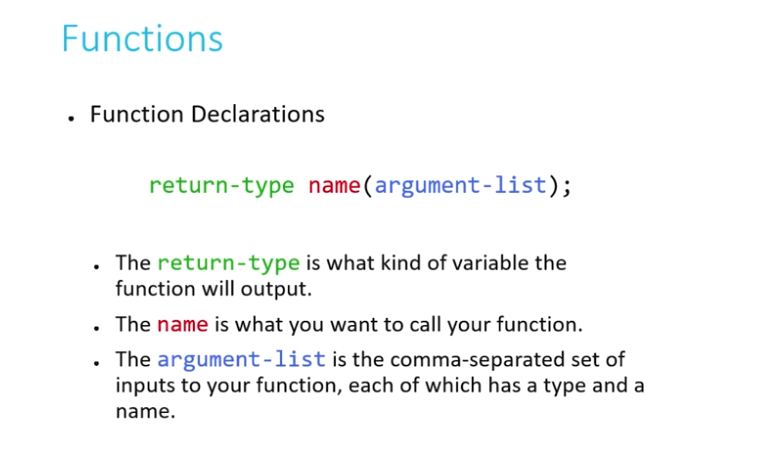 Functions
• Function Declarations
return-type name(argument-list);
• The return-type is what kind of variable the
function will output.
• The name is what you want to call your function.
• The argument-list is the comma-separated set of
inputs to your function, each of which has a type and a
name.